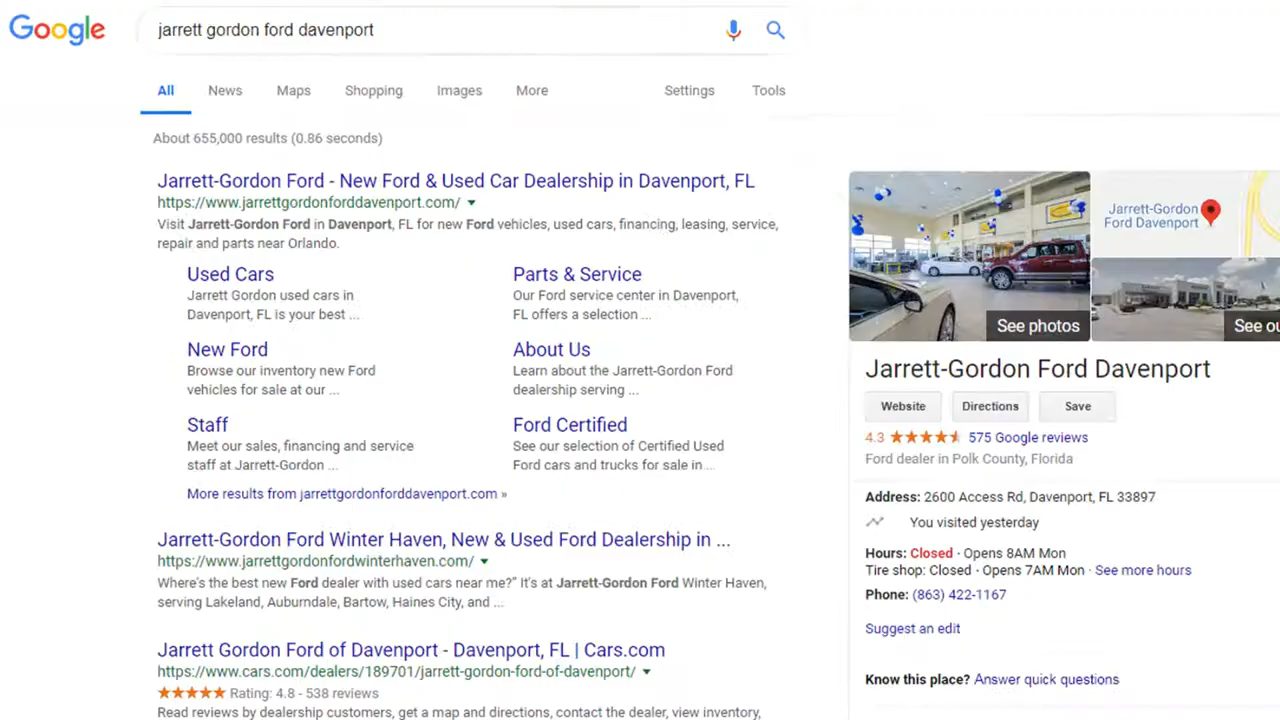 Google
jarrett gordon ford davenport
All News Maps Shopping Images More Settings Tools
About 655,000 results (0.86 seconds)
Jarrett-Gordon Ford - New Ford & Used Car Dealership in Davenport, FL
https://www.jarrettgordonforddavenport.com/
Visit Jarrett-Gordon Ford in Davenport, FL for new Ford vehicles, used cars, financing, leasing, service,
repair and parts near Orlando.
Used Cars
Jarrett Gordon used cars in
Davenport, FL is your best ...
Parts & Service
Our Ford service center in Davenport,
FL offers a selection ...
New Ford
Browse our inventory new Ford
vehicles for sale at our ...
About Us
Learn about the Jarrett-Gordon Ford
dealership serving ...
Staff
Meet our sales, financing and service
staff at Jarrett-Gordon ...
Ford Certified
See our selection of Certified Used
Ford cars and trucks for sale in ...
More results from jarrettgordonforddavenport.com »
Jarrett-Gordon Ford Winter Haven, New & Used Ford Dealership in ...
https://www.jarrettgordonfordwinterhaven.com/
Where's the best new Ford dealer with used cars near me?" It's at Jarrett-Gordon Ford Winter Haven,
serving Lakeland, Auburndale, Bartow, Haines City, and ...
Jarrett Gordon Ford of Davenport - Davenport, FL | Cars.com
https://www.cars.com/dealers/189701/jarrett-gordon-ford-of-davenport/
Rating: 4.8 - 538 reviews
Read reviews by dealership customers, get a map and directions, contact the dealer, view inventory,
Jarrett-Gordon
Ford Davenport
See photos
See ou
Jarrett-Gordon Ford Davenport
Website Directions Save
4.3 575 Google reviews
Ford dealer in Polk County, Florida
Address: 2600 Access Rd, Davenport, FL 33897
You visited yesterday
Hours: Closed · Opens 8AM Mon
Tire shop: Closed · Opens 7AM Mon · See more hours
Phone: (863) 422-1167
Suggest an edit
Know this place? Answer quick questions